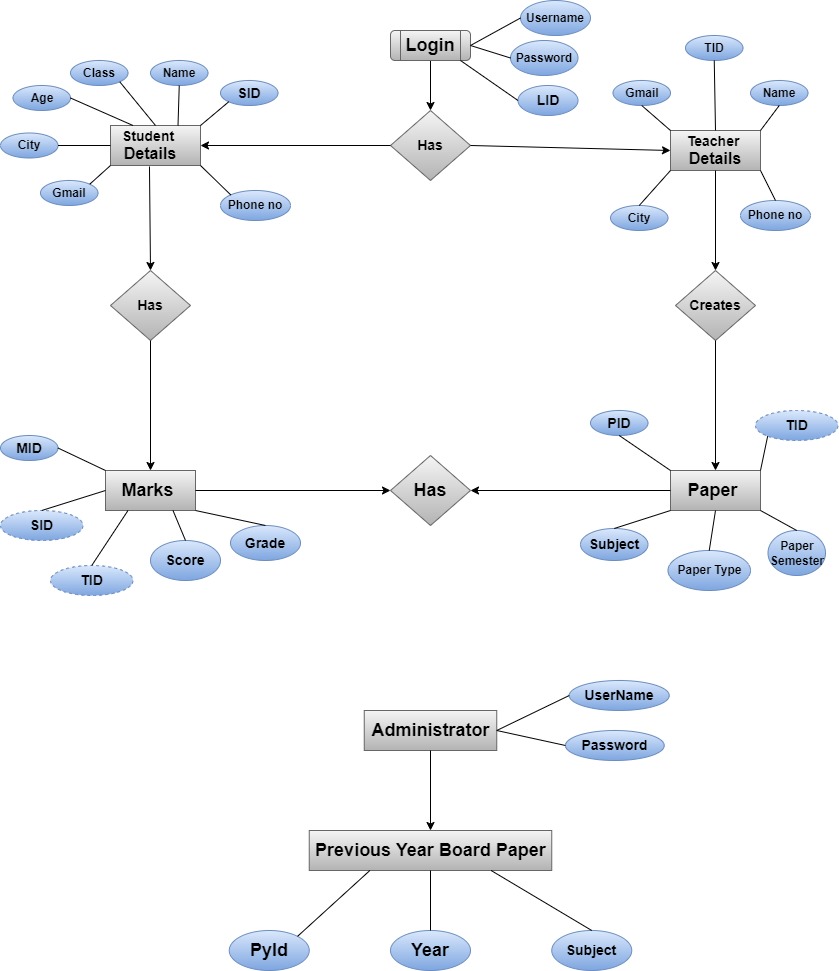 Username
Login
Password
LID
TID
Class
Name
Age
SID
Gmail
Name
Student
Details
City
Has
Teacher
Details
Gmail
Phone no
City
Phone no
Has
Creates
PID
TID
MID
Marks
Has
Paper
SID
Grade
Subject
Score
Paper
Semester
TID
Paper Type
UserName
Administrator
Password
Previous Year Board Paper
PyId
Year
Subject